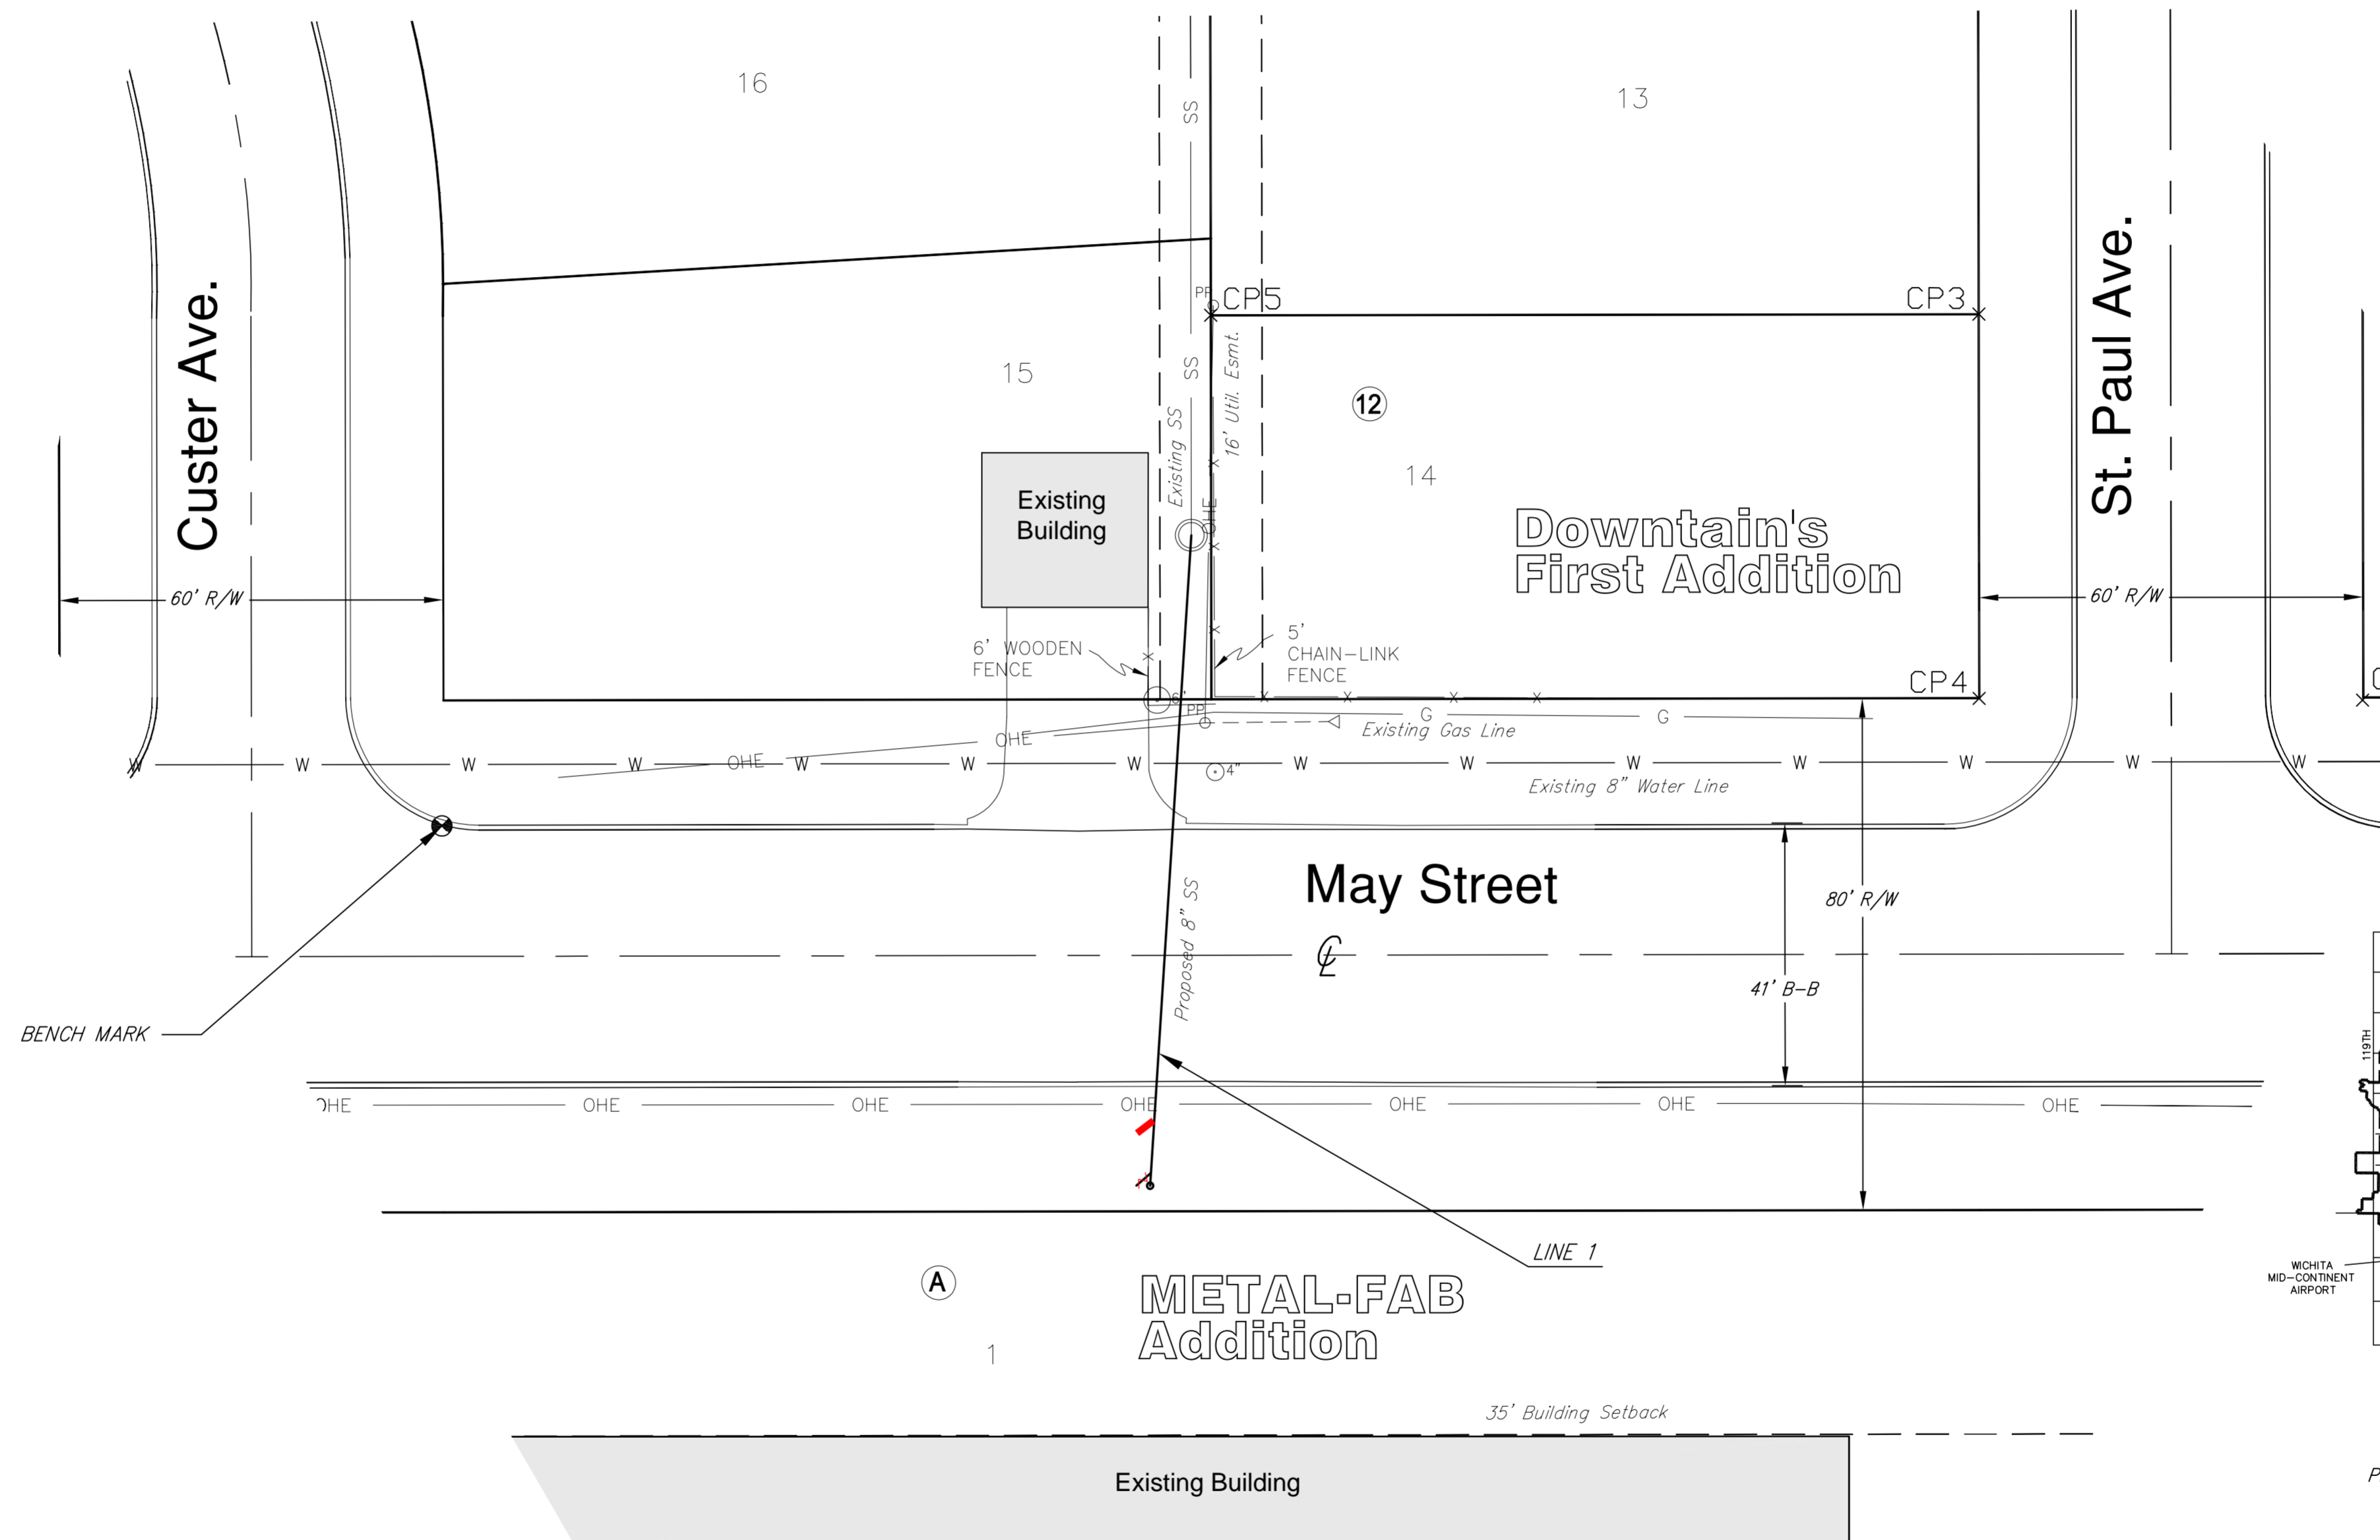 16
13
SS
Custer Ave.
St. Paul Ave.
PP
CP5
CP3
15
SS
16' Util. Esmt.
12
Existing SS
14
Existing
Building
OHE
Downtain's
First Addition
60' R/W
60' R/W
6' WOODEN
FENCE
5'
CHAIN-LINK
FENCE
CP4
6"
PP
G
G
Existing Gas Line
OHE
OHE
W W W W W W W W W W W W W W
4"
Existing 8" Water Line
May Street
80' R/W
Proposed 8" SS
℄
41' B-B
BENCH MARK
119TH
OHE OHE OHE OHE OHE OHE OHE
LINE 1
WICHITA
MID-CONTINENT
AIRPORT
A
METAL-FAB
Addition
1
35' Building Setback
Existing Building